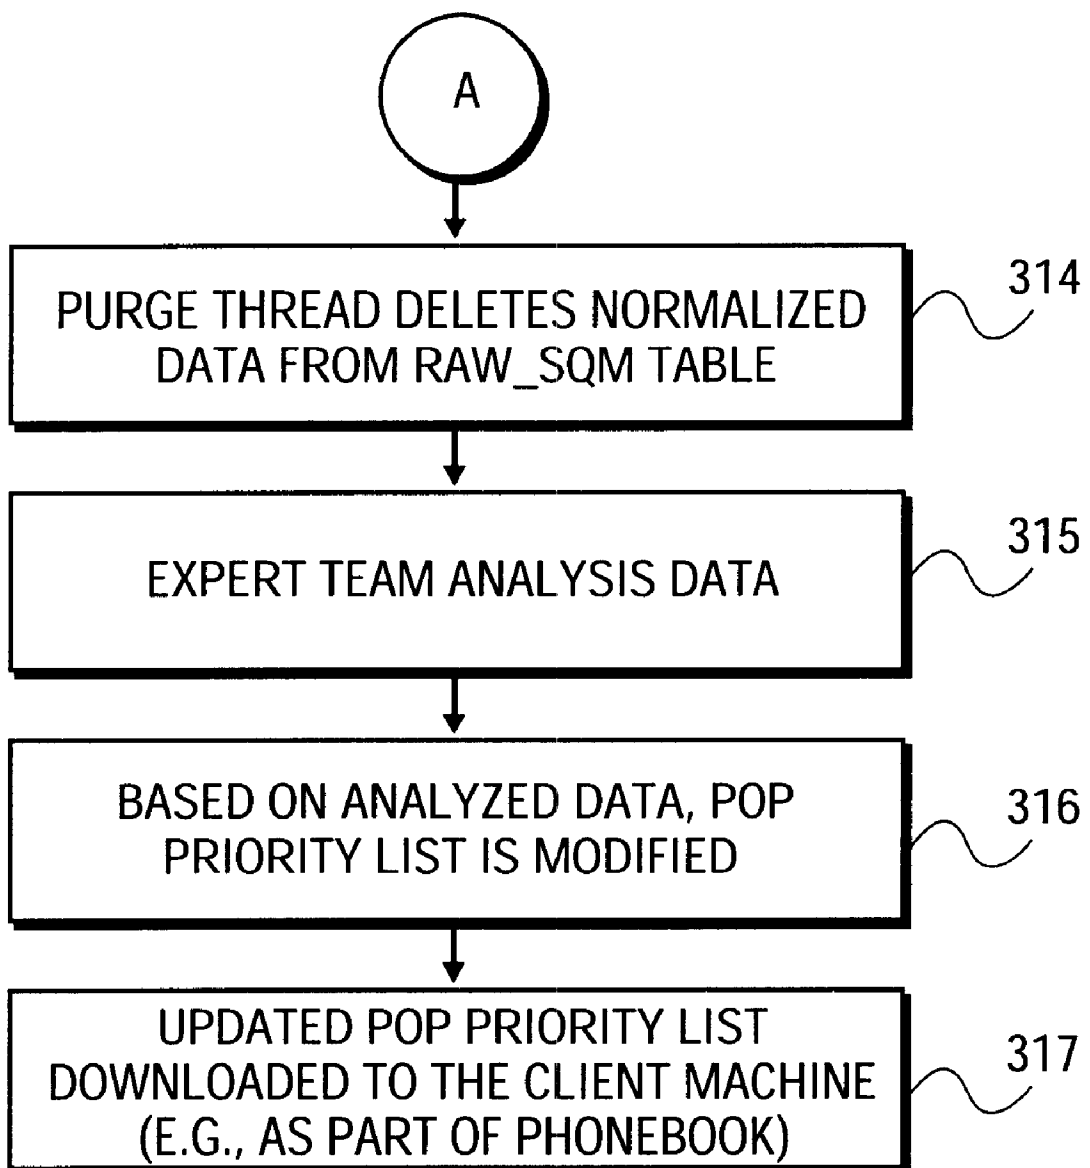 A
PURGE THREAD DELETES NORMALIZED
DATA FROM RAW_SQM TABLE
314
EXPERT TEAM ANALYSIS DATA
315
BASED ON ANALYZED DATA, POP
PRIORITY LIST IS MODIFIED
316
UPDATED POP PRIORITY LIST
DOWNLOADED TO THE CLIENT MACHINE
(E.G., AS PART OF PHONEBOOK)
317